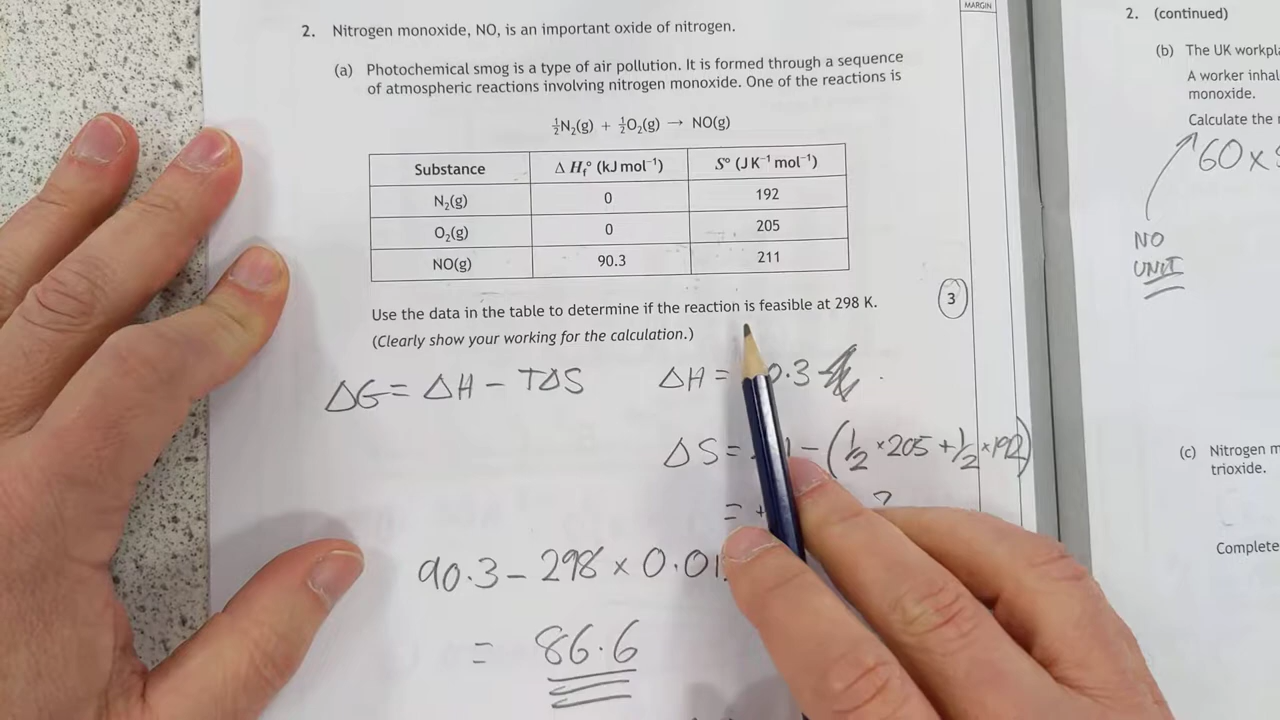 MARGIN
2. Nitrogen monoxide, NO, is an important oxide of nitrogen.
(a) Photochemical smog is a type of air pollution. It is formed through a sequence
of atmospheric reactions involving nitrogen monoxide. One of the reactions is
½N₂(g) + ½O₂(g) → NO(g)
Substance ΔHf° (kJ mol⁻¹) S° (J K⁻¹ mol⁻¹)
N₂(g) 0 192
O₂(g) 0 205
NO(g) 90.3 211
Use the data in the table to determine if the reaction is feasible at 298 K.
3
(Clearly show your working for the calculation.)
ΔG = ΔH - TΔS
ΔH = 0.3
ΔS = - (½ × 205 + ½ × 192)
= +
90.3 - 298 × 0.01
= 86.6
2. (continued)
(b) The UK
A worker
monoxide.
Calculate the
60 x
NO
UNIT
(c) Nitrogen
trioxide.
Complete